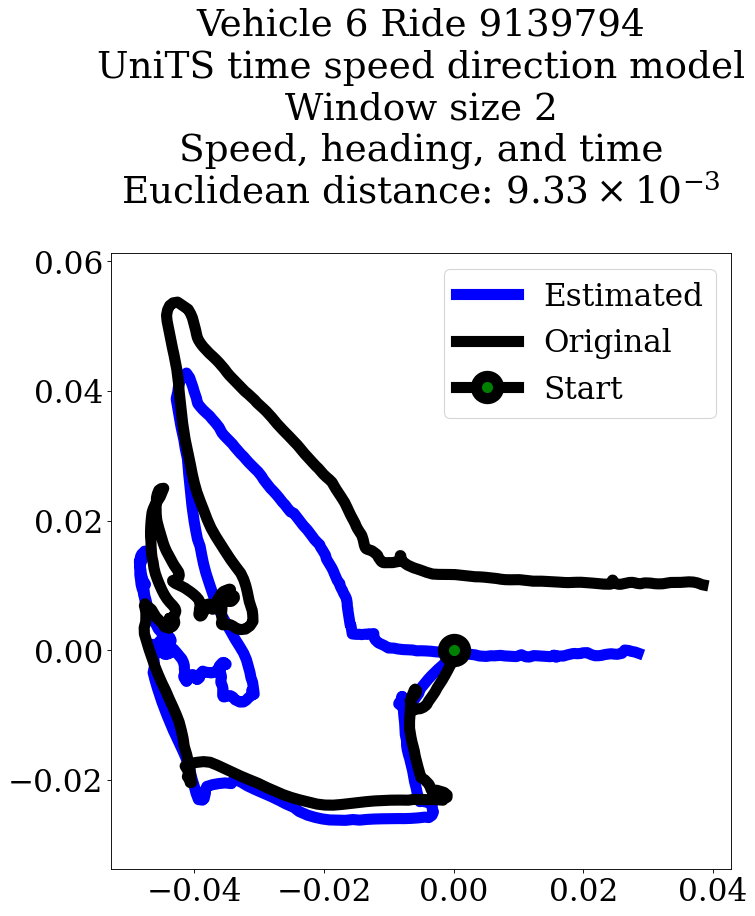 Vehicle 6 Ride 9139794
UniTS time speed direction model
Window size 2
Speed, heading, and time
Euclidean distance: 9.33 × 10⁻³
Estimated
Original
Start
0.06
0.04
0.02
0.00
−0.02
−0.04
−0.02
0.00
0.02
0.04